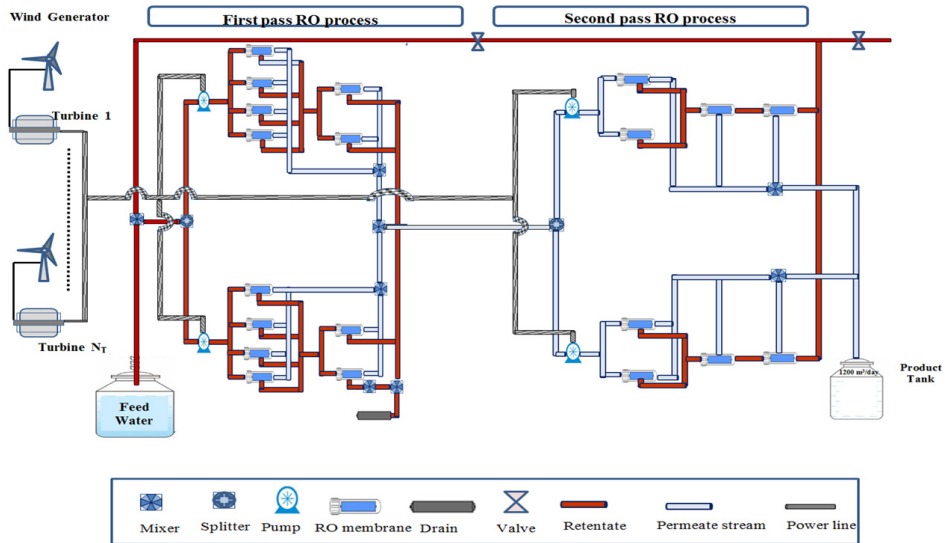 Wind Generator
First pass RO process
Second pass RO process
Turbine 1
Turbine N_T
Feed
Water
1200 m³/day
Product
Tank
Mixer
Splitter
Pump
RO membrane
Drain
Valve
Retentate
Permeate stream
Power line